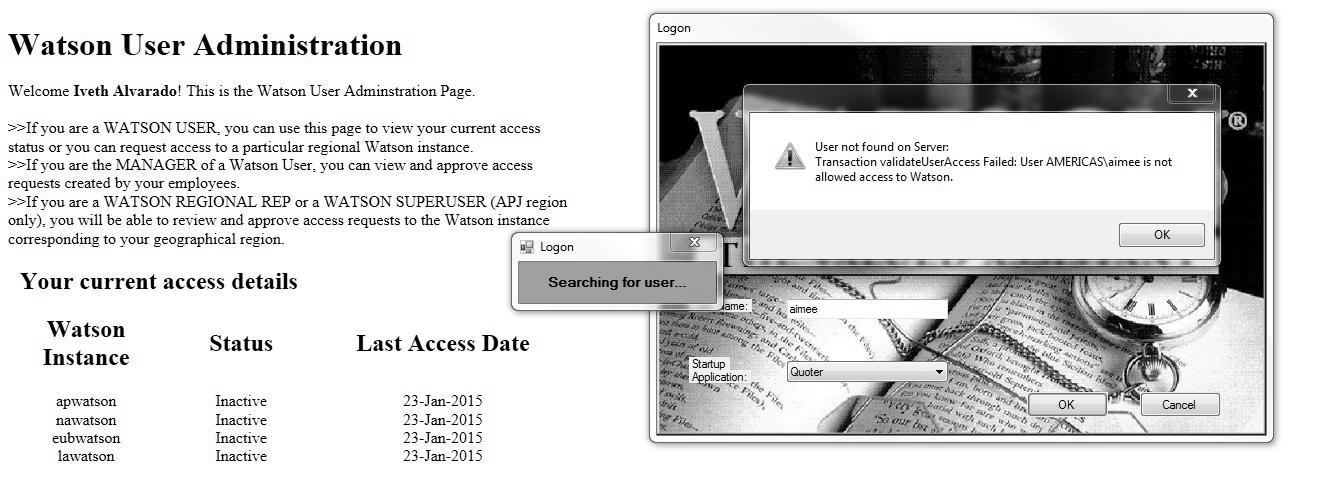 Watson User Administration
Welcome Iveth Alvarado! This is the Watson User Adminstration Page.
>>If you are a WATSON USER, you can use this page to view your current access
status or you can request access to a particular regional Watson instance.
>>If you are the MANAGER of a Watson User, you can view and approve access
requests created by your employees.
>>If you are a WATSON REGIONAL REP or a WATSON SUPERUSER (APJ region
only), you will be able to review and approve access requests to the Watson instance
corresponding to your geographical region.
Your current access details
Watson
Instance
Status
Last Access Date
apwatson Inactive 23-Jan-2015
nawatson Inactive 23-Jan-2015
eubwatson Inactive 23-Jan-2015
lawatson Inactive 23-Jan-2015
Logon
User not found on Server:
Transaction validateUserAccess Failed: User AMERICAS\aimee is not
allowed access to Watson.
OK
Logon
Searching for user...
aimee
Startup
Application:
Quoter
OK
Cancel